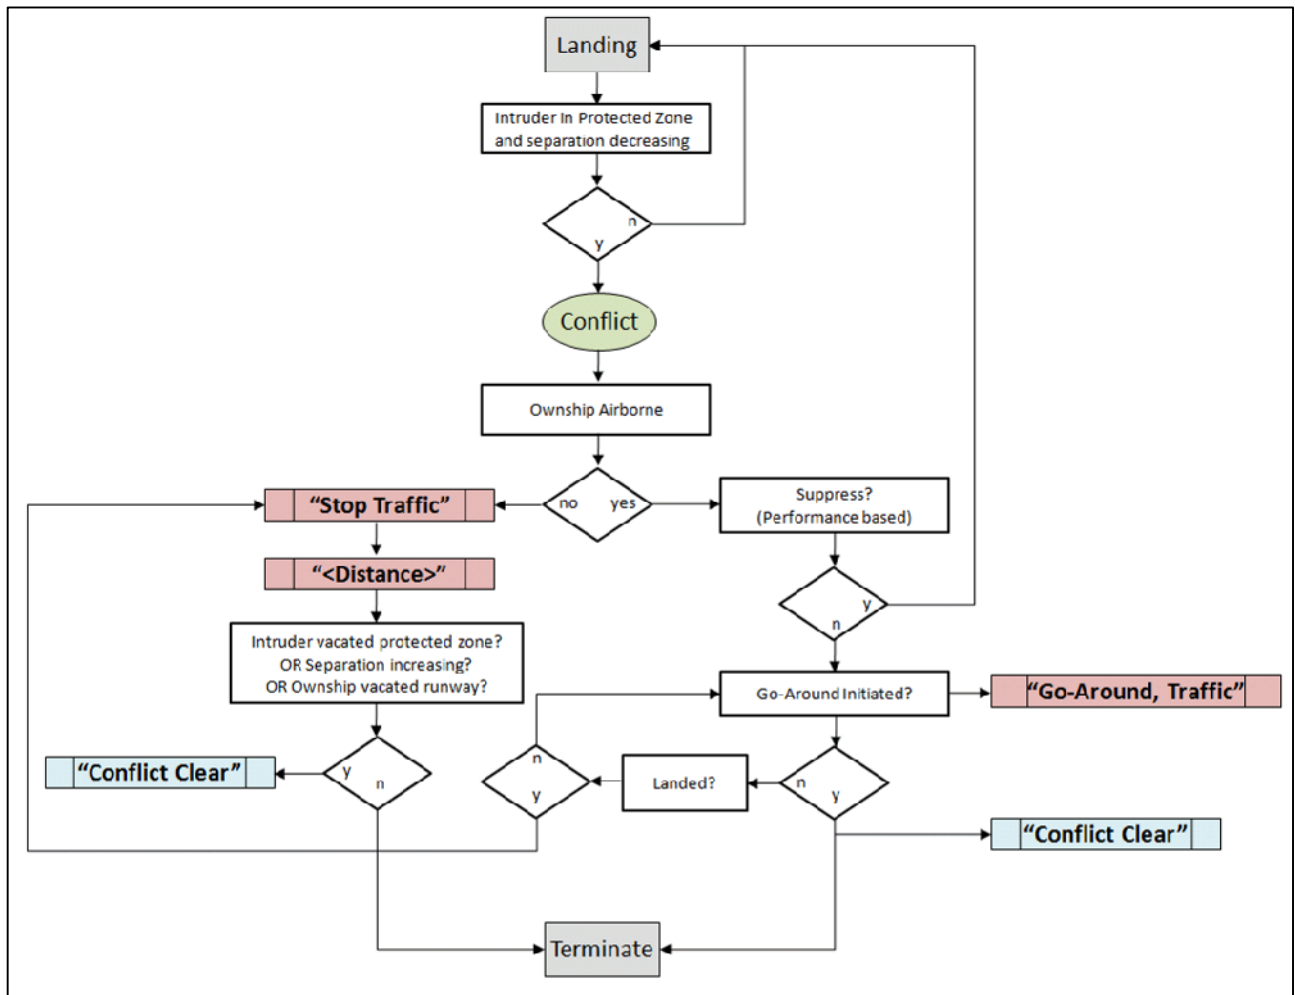 Landing
Intruder In Protected Zone
and separation decreasing
n
y
Conflict
Ownship Airborne
no yes
"Stop Traffic"
Suppress?
(Performance based)
"<Distance>"
y
n
Intruder vacated protected zone?
OR Separation increasing?
OR Ownship vacated runway?
Go-Around Initiated?
"Go-Around, Traffic"
"Conflict Clear"
y
n
n
y
Landed?
n
y
"Conflict Clear"
Terminate